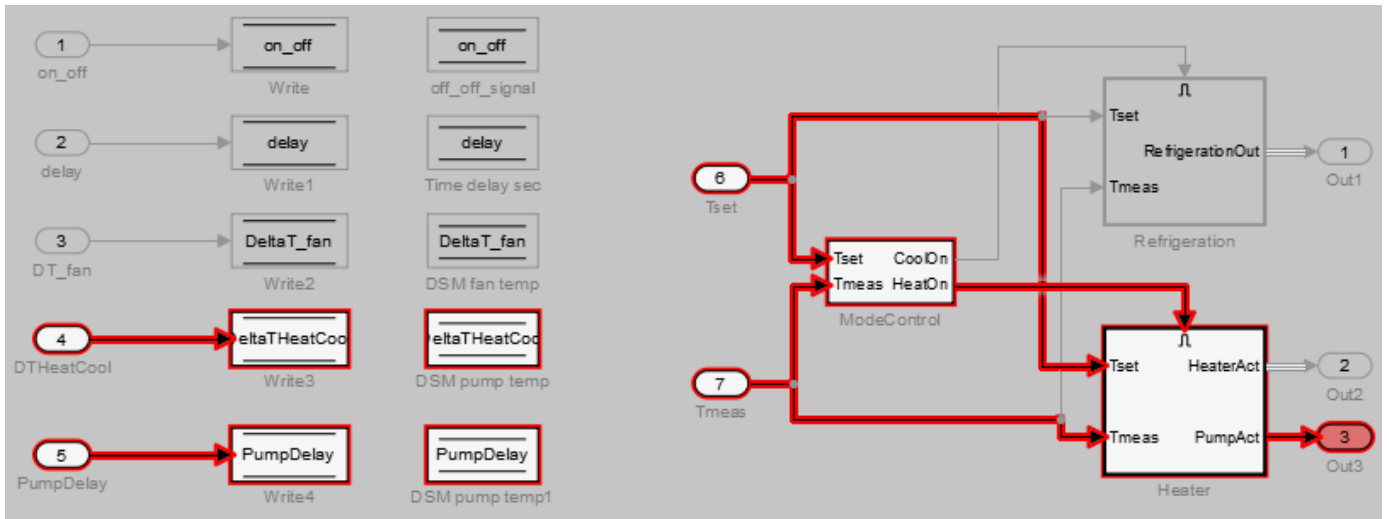 1
on_off
on_off
Write
on_off
off_off_signal
2
delay
delay
Write1
delay
Time delay sec
3
DT_fan
DeltaT_fan
Write2
DeltaT_fan
DSM fan temp
4
DTHeatCool
eltaTHeatCoo
Write3
eltaTHeatCoo
DSM pump temp
5
PumpDelay
PumpDelay
Write4
PumpDelay
DSM pump temp1
6
Tset
7
Tmeas
Tset CoolOn
Tmeas HeatOn
ModeControl
Tset
RefrigerationOut
Tmeas
Refrigeration
1
Out1
Tset HeaterAct
Tmeas PumpAct
Heater
2
Out2
3
Out3